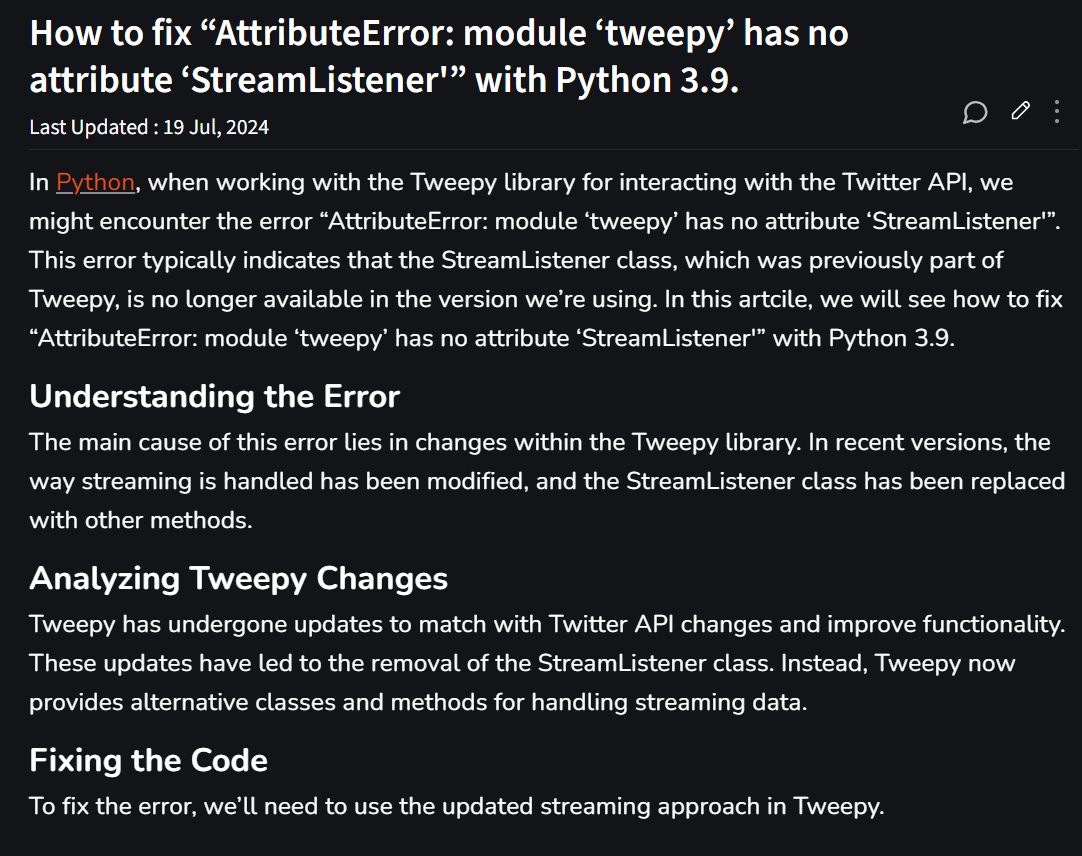 How to fix “AttributeError: module ‘tweepy’ has no
attribute ‘StreamListener'” with Python 3.9.
Last Updated : 19 Jul, 2024
In Python, when working with the Tweepy library for interacting with the Twitter API, we
might encounter the error “AttributeError: module ‘tweepy’ has no attribute ‘StreamListener'”.
This error typically indicates that the StreamListener class, which was previously part of
Tweepy, is no longer available in the version we’re using. In this artcile, we will see how to fix
“AttributeError: module ‘tweepy’ has no attribute ‘StreamListener'” with Python 3.9.
Understanding the Error
The main cause of this error lies in changes within the Tweepy library. In recent versions, the
way streaming is handled has been modified, and the StreamListener class has been replaced
with other methods.
Analyzing Tweepy Changes
Tweepy has undergone updates to match with Twitter API changes and improve functionality.
These updates have led to the removal of the StreamListener class. Instead, Tweepy now
provides alternative classes and methods for handling streaming data.
Fixing the Code
To fix the error, we’ll need to use the updated streaming approach in Tweepy.